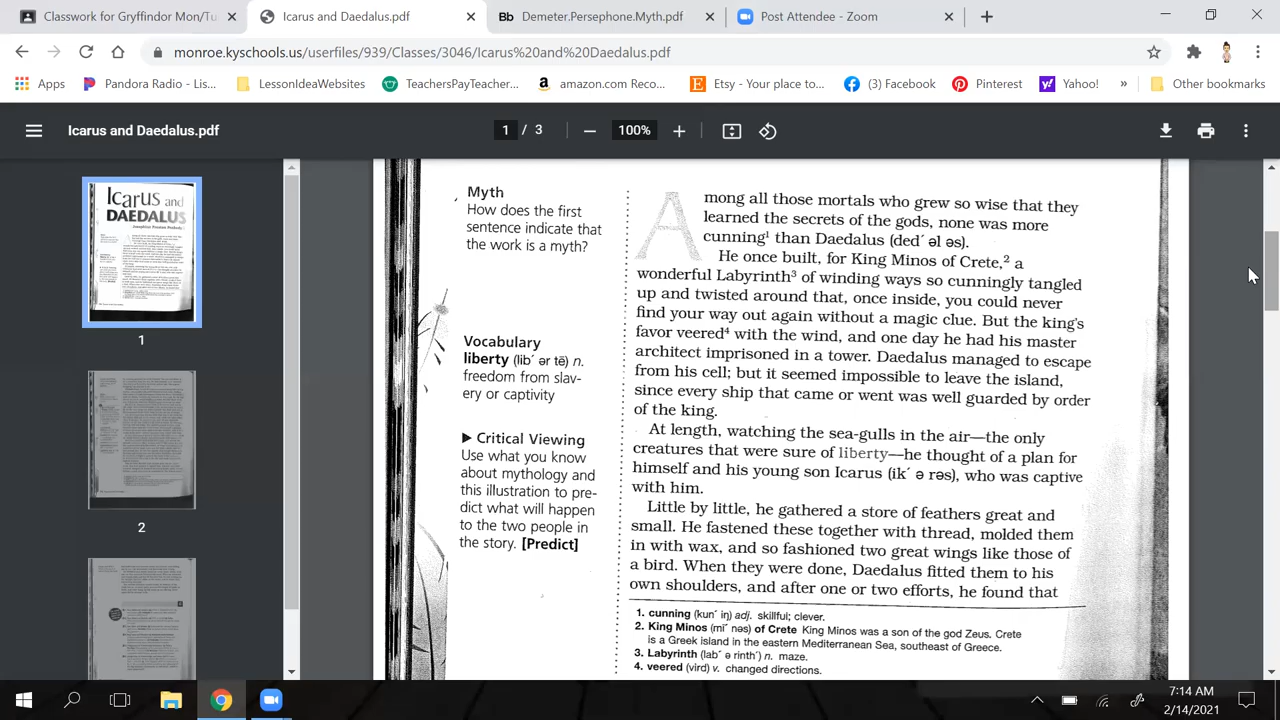 Classwork for Gryffindor Mon/Tu
Icarus and Daedalus.pdf
Bb Demeter.Persephone.Myth.pdf
Post Attendee - Zoom
monroe.kyschools.us/userfiles/939/Classes/3046/Icarus%20and%20Daedalus.pdf
Apps
Pandora Radio - Lis...
LessonIdeaWebsite...
TeachersPayTeacher...
amazon.com Reco...
Etsy - Your place to...
(3) Facebook
Pinterest
Yahoo!
»
Other bookmarks
Icarus and Daedalus.pdf
1 / 3
100%
Icarus and
DAEDALUS
1
2
Myth
How does the first
sentence indicate that
the work is a myth?
Vocabulary
liberty (lib´ ər tē) n.
freedom from slav-
ery or captivity
► Critical Viewing
Use what you know
about mythology and
this illustration to pre-
dict what will happen
to the two people in
the story. [Predict]
Among all those mortals who grew so wise that they
learned the secrets of the gods, none was more
cunning¹ than Daedalus (ded´ əl əs).
He once built, for King Minos of Crete,² a
wonderful Labyrinth³ of winding ways so cunningly tangled
up and twisted around that, once inside, you could never
find your way out again without a magic clue. But the king's
favor veered⁴ with the wind, and one day he had his master
architect imprisoned in a tower. Daedalus managed to escape
from his cell; but it seemed impossible to leave the island,
since every ship that came or went was well guarded by order
of the king.
At length, watching the sea-gulls in the air—the only
creatures that were sure of liberty—he thought of a plan for
himself and his young son Icarus (ik´ ə rəs), who was captive
with him.
Little by little, he gathered a store of feathers great and
small. He fastened these together with thread, molded them
in with wax, and so fashioned two great wings like those of
a bird. When they were done, Daedalus fitted them to his
own shoulders, and after one or two efforts, he found that
1. cunning (kun´ iŋ) adj. skillful; clever.
2. King Minos (mī´ nəs) of Crete King Minos was a son of the god Zeus. Crete
is a Greek island in the eastern Mediterranean Sea, southeast of Greece.
3. Labyrinth (lab´ ə rinth´) n. maze.
4. veered (vird) v. changed directions.
7:14 AM
2/14/2021